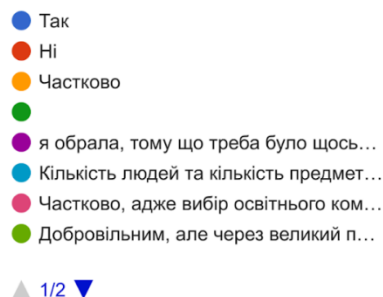 Так
Ні
Частково
я обрала, тому що треба було щось...
Кількість людей та кількість предмет...
Частково, адже вибір освітнього ком...
Добровільним, але через великий п...
1/2